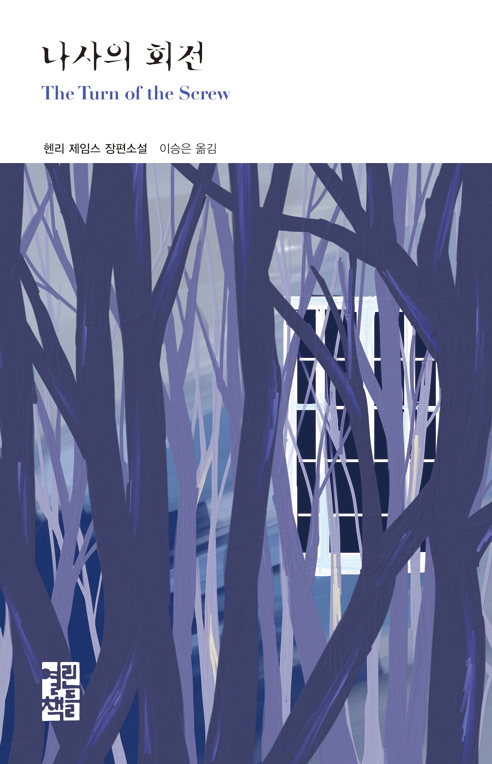 나사의 회전
The Turn of the Screw
헨리 제임스 장편소설 이승은 옮김
열린
책들